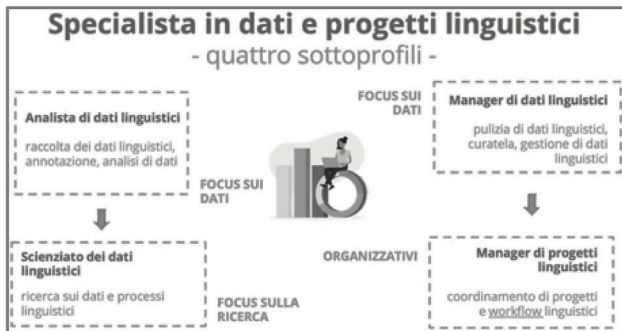 Specialista in dati e progetti linguistici
- quattro sottoprofili -
Analista di dati linguistici
raccolta dei dati linguistici,
annotazione, analisi di dati
FOCUS SUI
DATI
Scienziato dei dati
linguistici
ricerca sui dati e processi
linguistici
FOCUS SULLA
RICERCA
FOCUS SUI
DATI
Manager di dati linguistici
pulizia di dati linguistici,
curatela, gestione di dati
linguistici
ORGANIZZATIVI
Manager di progetti
linguistici
coordinamento di progetti
e workflow linguistici